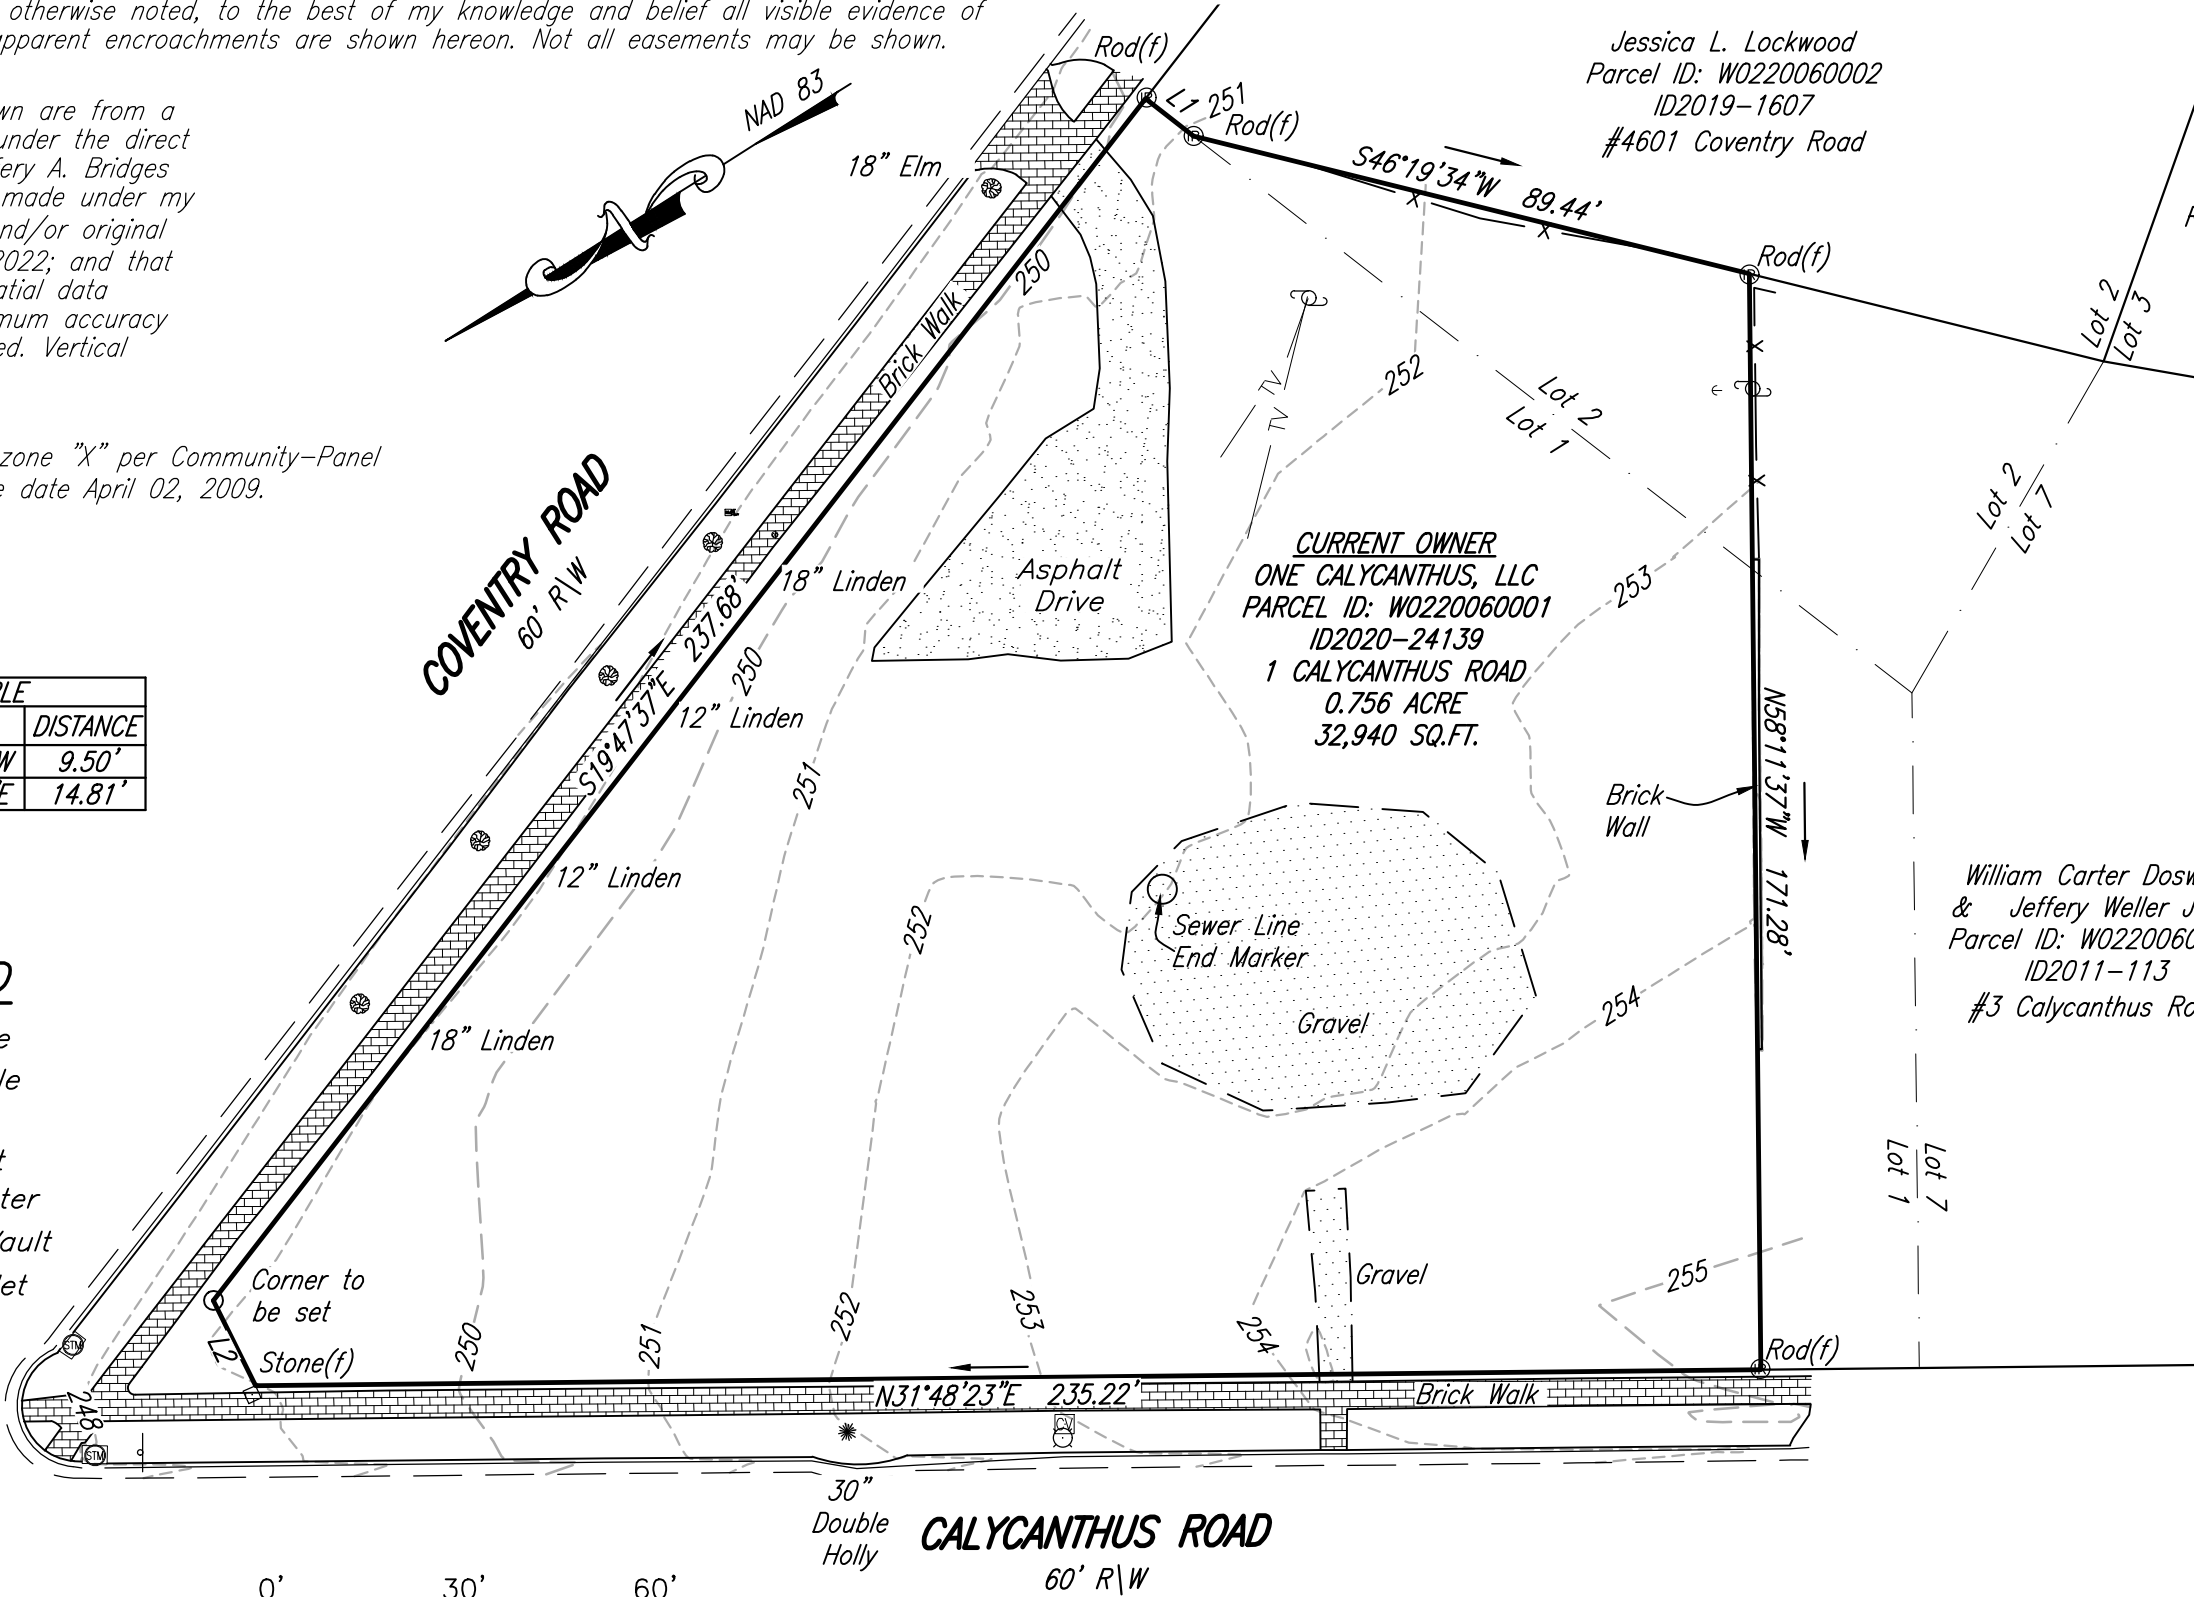 otherwise noted, to the best of my knowledge and belief all visible evidence of
apparent encroachments are shown hereon. Not all easements may be shown.
are from a
under the direct
A. Bridges
made under my
original
2022; and that
data
accuracy
Vertical
zone "X" per Community-Panel
date April 02, 2009.
DISTANCE
9.50'
14.81'
NAD 83
N
Rod(f)
L1
251
Rod(f)
18" Elm
S46°19'34"W 89.44'
Rod(f)
Jessica L. Lockwood
Parcel ID: W0220060002
ID2019-1607
#4601 Coventry Road
Lot 2
Lot 3
250
Brick Walk
X
X
X
X
TV
TV
252
Lot 2
Lot 1
Lot 2
Lot 7
COVENTRY ROAD
60' R\W
S19°47'37"E 237.68'
18" Linden
12" Linden
12" Linden
18" Linden
250
251
Asphalt
Drive
CURRENT OWNER
ONE CALYCANTHUS, LLC
PARCEL ID: W0220060001
ID2020-24139
1 CALYCANTHUS ROAD
0.756 ACRE
32,940 SQ.FT.
253
N58°11'37"W 171.28'
Brick
Wall
William Carter
& Jeffery Weller
Parcel ID:
ID2011-113
#3 Calycanthus
252
Sewer Line
End Marker
Gravel
254
Lot 7
Lot 1
Corner to
be set
L2
Stone(f)
STM
248
STM
250
251
252
253
254
Gravel
255
Rod(f)
N31°48'23"E 235.22'
Brick Walk
CV
30"
Double
Holly
CALYCANTHUS ROAD
60' R\W
0' 30' 60'